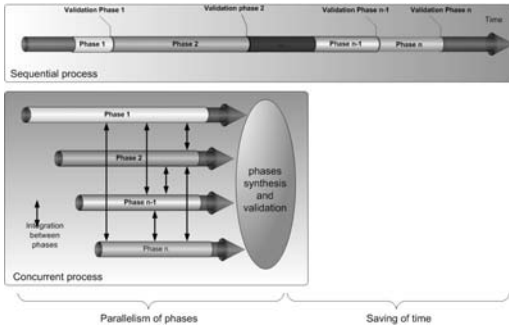 Validation Phase 1
Validation phase 2
Validation Phase n-1
Validation Phase n
Time
Phase 1
Phase 2
Phase n-1
Phase n
Sequential process
Phase 1
Phase 2
Phase n-1
Phase n
phases
synthesis
and
validation
Integration
between
phases
Concurrent process
Parallelism of phases
Saving of time